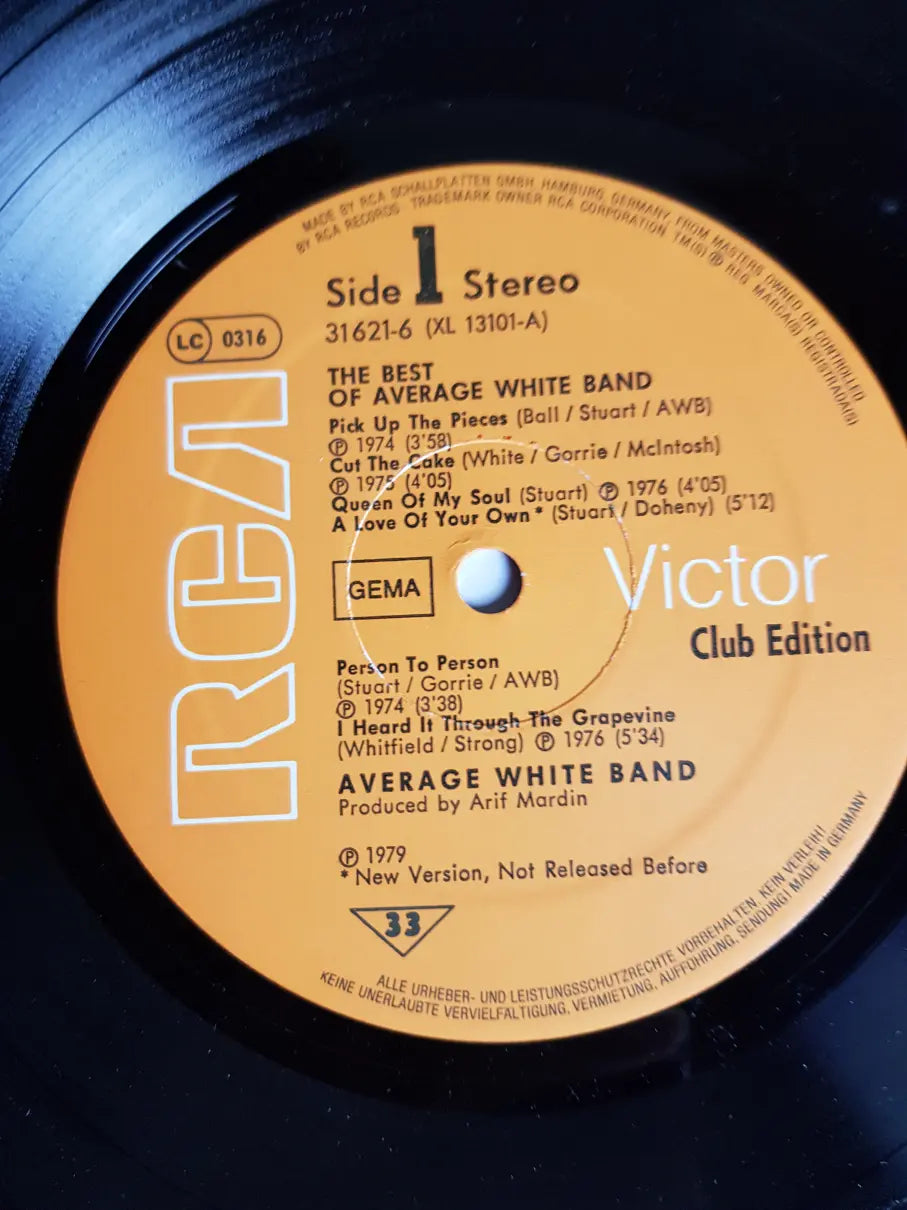 MADE BY RCA SCHALLPLATTEN GMBH, HAMBURG, GERMANY, FROM MASTERS OWNED OR CONTROLLED
BY RCA RECORDS TRADEMARK OWNER RCA CORPORATION TM(S) ® REG MARCA(S) REGISTRADA(S)
Side 1 Stereo
31621-6 (XL 13101-A)
LC 0316
RCA
THE BEST
OF AVERAGE WHITE BAND
Pick Up The Pieces (Ball / Stuart / AWB)
℗ 1974 (3'58)
Cut The Cake (White / Gorrie / McIntosh)
℗ 1975 (4'05)
Queen Of My Soul (Stuart) ℗ 1976 (4'05)
A Love Of Your Own* (Stuart / Doheny) (5'12)
GEMA
Victor
Club Edition
Person To Person
(Stuart / Gorrie / AWB)
℗ 1974 (3'38)
I Heard It Through The Grapevine
(Whitfield / Strong) ℗ 1976 (5'34)
AVERAGE WHITE BAND
Produced by Arif Mardin
℗ 1979
* New Version, Not Released Before
33
ALLE URHEBER- UND LEISTUNGSSCHUTZRECHTE VORBEHALTEN. KEIN VERLEIH!
KEINE UNERLAUBTE VERVIELFÄLTIGUNG, VERMIETUNG, AUFFÜHRUNG, SENDUNG! MADE IN GERMANY